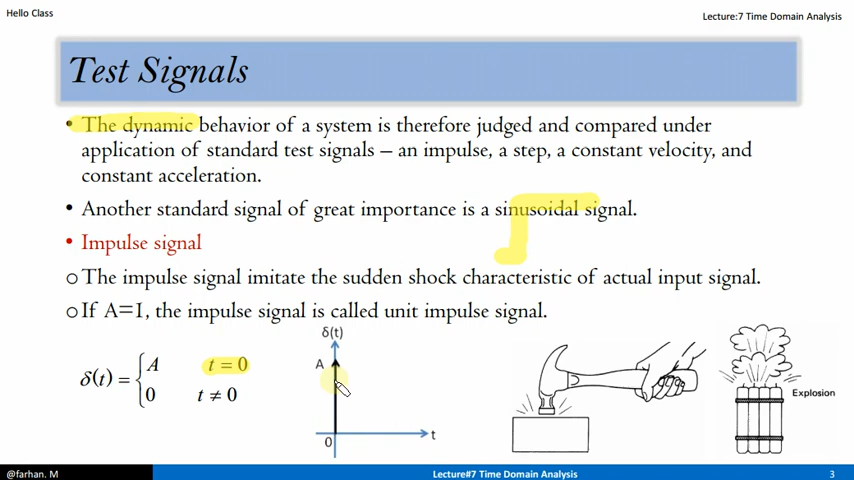 Hello Class
Lecture:7 Time Domain Analysis
Test Signals
• The dynamic behavior of a system is therefore judged and compared under
application of standard test signals – an impulse, a step, a constant velocity, and
constant acceleration.
• Another standard signal of great importance is a sinusoidal signal.
• Impulse signal
o The impulse signal imitate the sudden shock characteristic of actual input signal.
o If A=1, the impulse signal is called unit impulse signal.
δ(t)
A
δ(t) = { A t = 0
0 t ≠ 0
0
t
Explosion
@farhan. M
Lecture#7 Time Domain Analysis
3